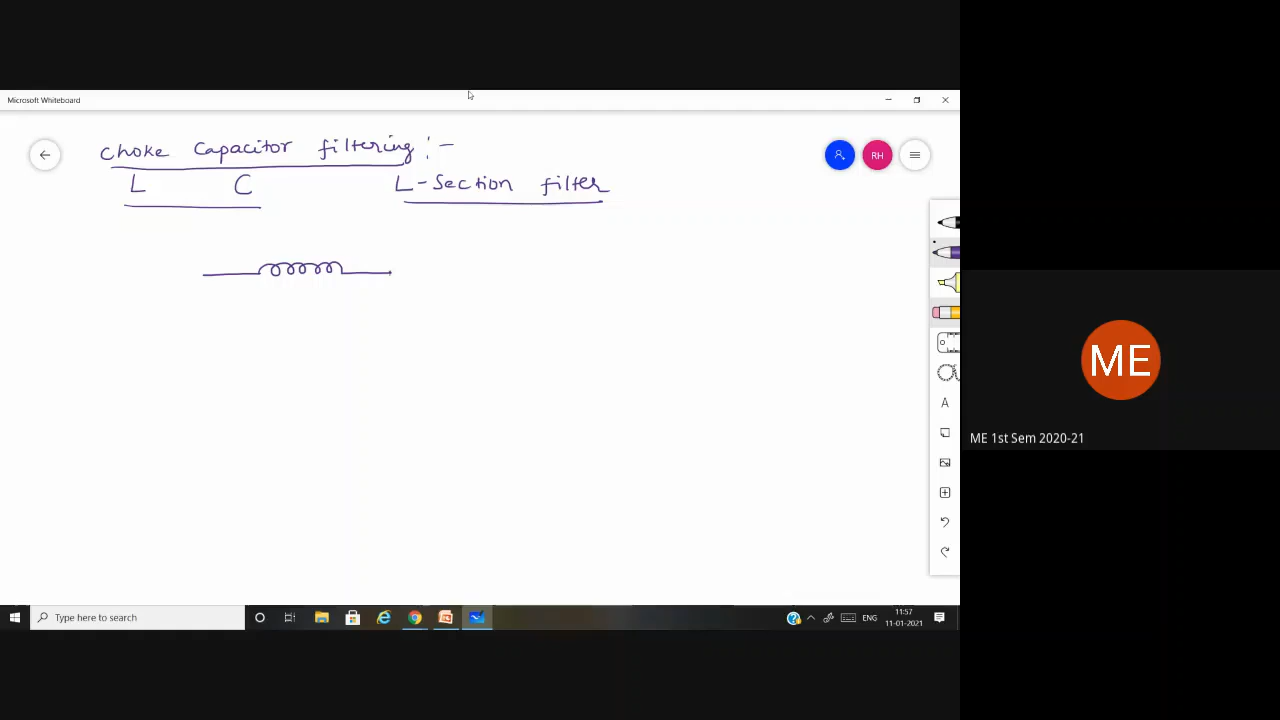 Microsoft Whiteboard
choke capacitor filtering :-
L C L-Section filter
RH
A
ME
ME 1st Sem 2020-21
Type here to search
ENG
11:57
11-01-2021